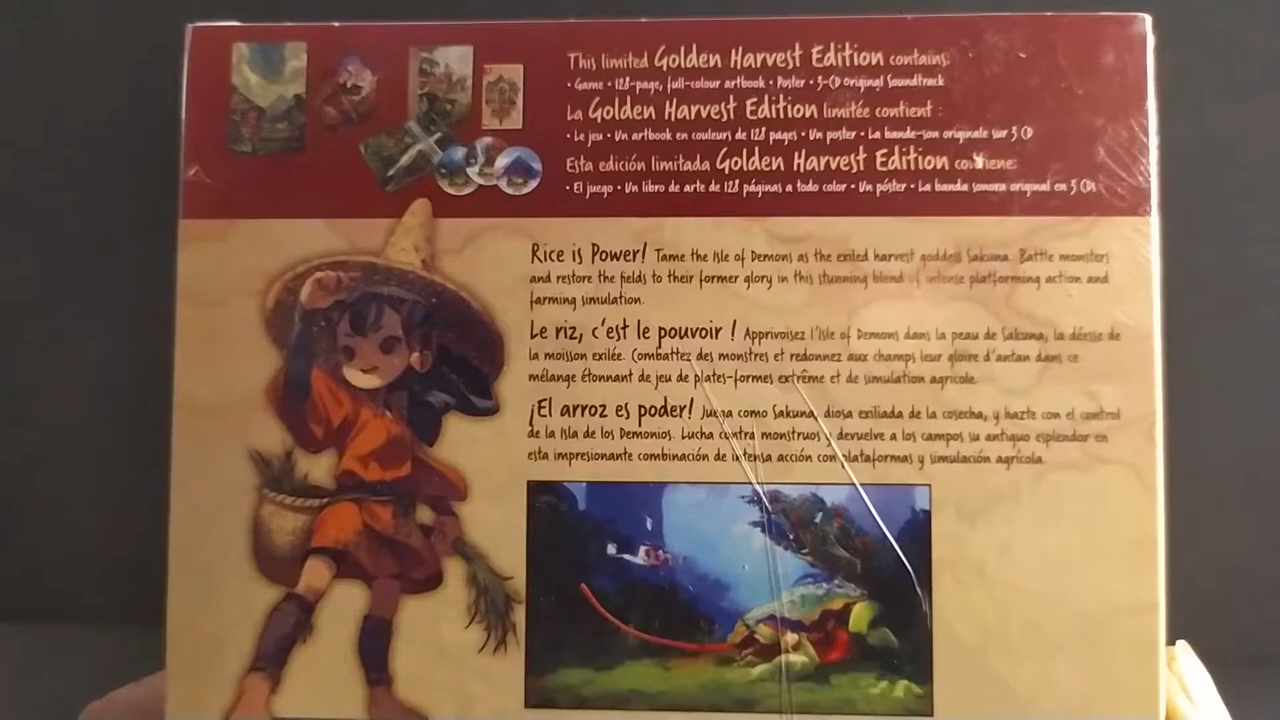 This limited Golden Harvest Edition contains:
• Game • 128-page, full-colour artbook • Poster • 3-CD Original Soundtrack
La Golden Harvest Edition limitée contient :
• Le jeu • Un artbook en couleurs de 128 pages • Un poster • La bande-son originale sur 3 CD
Esta edición limitada Golden Harvest Edition contiene:
• El juego • Un libro de arte de 128 páginas a todo color • Un póster • La banda sonora original en 3 CDs
Rice is Power! Tame the Isle of Demons as the exiled harvest goddess Sakuna. Battle monsters
and restore the fields to their former glory in this stunning blend of intense platforming action and
farming simulation.
Le riz, c'est le pouvoir ! Apprivoisez l'Isle of Demons dans la peau de Sakuna, la déesse de
la moisson exilée. Combattez des monstres et redonnez aux champs leur gloire d'antan dans ce
mélange étonnant de jeu de plates-formes extrême et de simulation agricole.
¡El arroz es poder! Juega como Sakuna, diosa exiliada de la cosecha, y hazte con el control
de la Isla de los Demonios. Lucha contra monstruos y devuelve a los campos su antiguo esplendor en
esta impresionante combinación de intensa acción con plataformas y simulación agrícola.